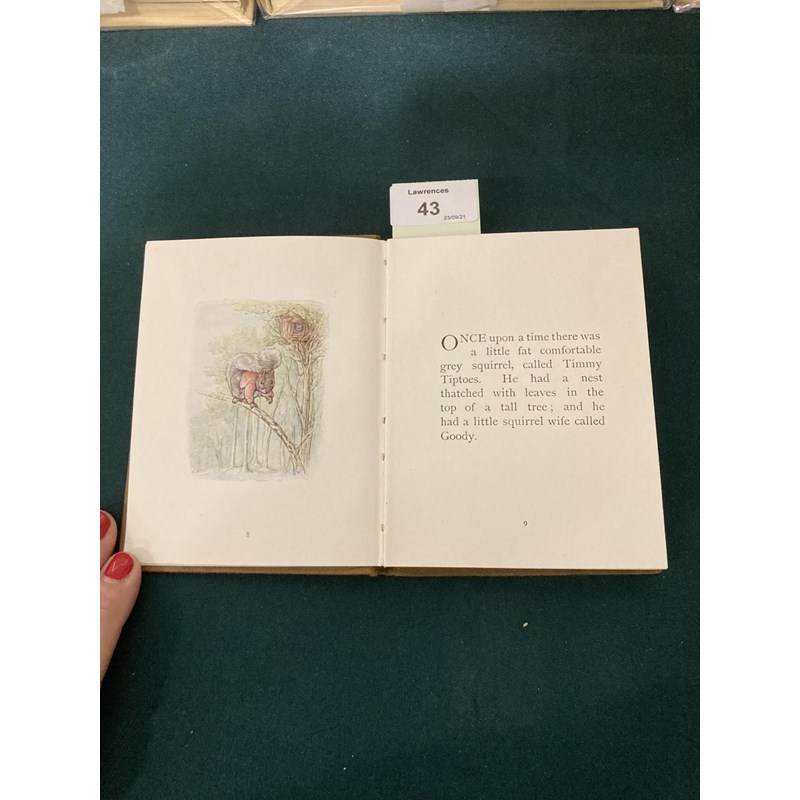 Lawrences
43
23/09/21
ONCE upon a time there was
a little fat comfortable
grey squirrel, called Timmy
Tiptoes. He had a nest
thatched with leaves in the
top of a tall tree; and he
had a little squirrel wife called
Goody.
8
9